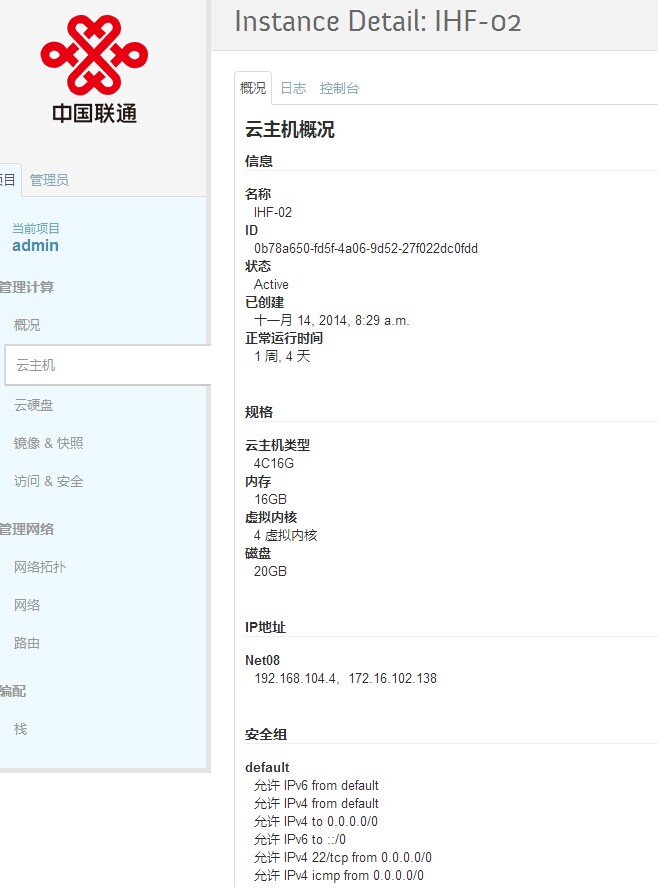 中国联通
项目
管理员
当前项目
admin
管理计算
概况
云主机
云硬盘
镜像 & 快照
访问 & 安全
管理网络
网络拓扑
网络
路由
编配
栈
Instance Detail: IHF-02
概况
日志
控制台
云主机概况
信息
名称
IHF-02
ID
0b78a650-fd5f-4a06-9d52-27f022dc0fdd
状态
Active
已创建
十一月 14, 2014, 8:29 a.m.
正常运行时间
1 周, 4 天
规格
云主机类型
4C16G
内存
16GB
虚拟内核
4 虚拟内核
磁盘
20GB
IP地址
Net08
192.168.104.4, 172.16.102.138
安全组
default
允许 IPv6 from default
允许 IPv4 from default
允许 IPv4 to 0.0.0.0/0
允许 IPv6 to ::/0
允许 IPv4 22/tcp from 0.0.0.0/0
允许 IPv4 icmp from 0.0.0.0/0